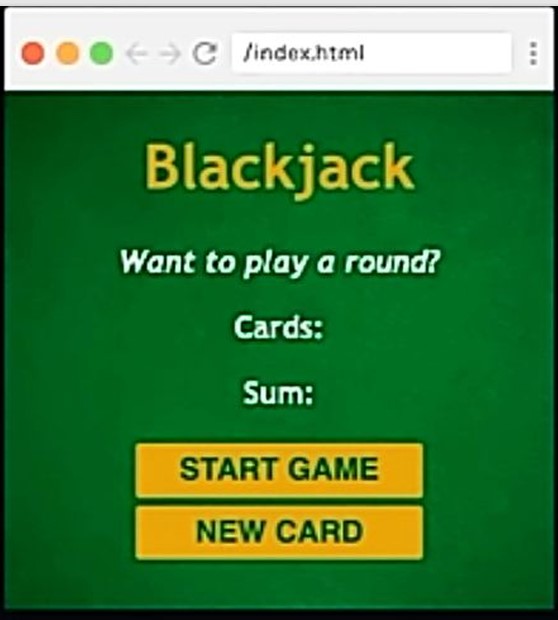 /index.html
Blackjack
Want to play a round?
Cards:
Sum:
START GAME
NEW CARD